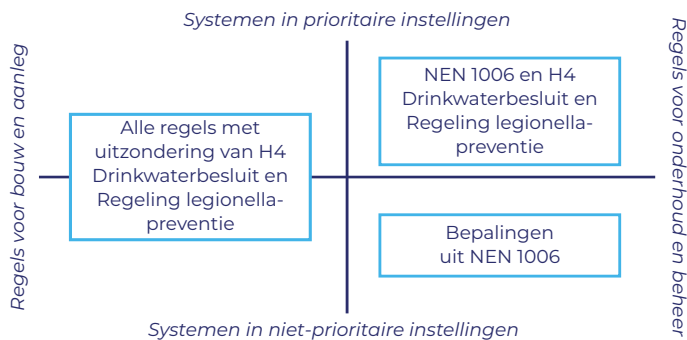 Systemen in prioritaire instellingen
Regels voor bouw en aanleg
Alle regels met
uitzondering van H4
Drinkwaterbesluit en
Regeling legionella-
preventie
NEN 1006 en H4
Drinkwaterbesluit en
Regeling legionella-
preventie
Bepalingen
uit NEN 1006
Regels voor onderhoud en beheer
Systemen in niet-prioritaire instellingen